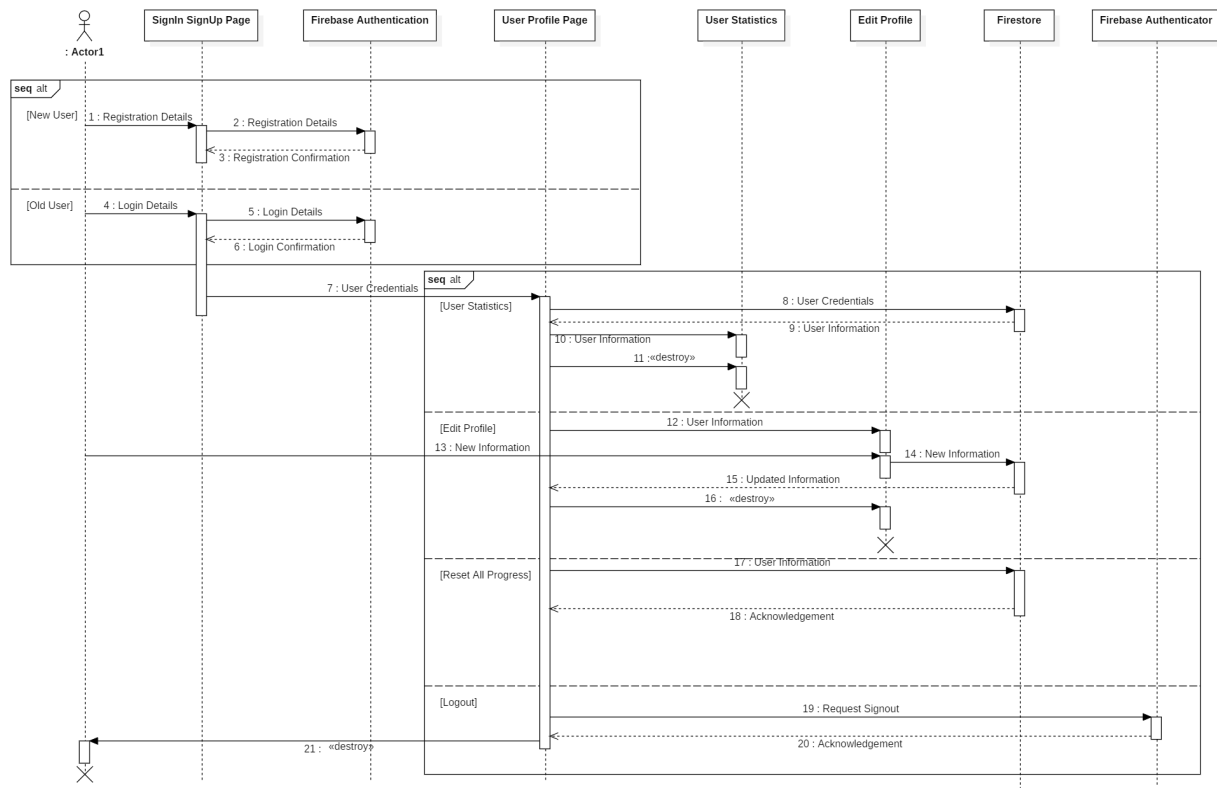 SignIn SignUp Page
Firebase Authentication
User Profile Page
User Statistics
Edit Profile
Firestore
Firebase Authenticator
: Actor1
seq alt
[New User]
1 : Registration Details
2 : Registration Details
3 : Registration Confirmation
[Old User]
4 : Login Details
5 : Login Details
6 : Login Confirmation
seq alt
7 : User Credentials
[User Statistics]
8 : User Credentials
9 : User Information
10 : User Information
11 : «destroy»
[Edit Profile]
12 : User Information
13 : New Information
14 : New Information
15 : Updated Information
16 : «destroy»
[Reset All Progress]
17 : User Information
18 : Acknowledgement
[Logout]
19 : Request Signout
20 : Acknowledgement
21 : «destroy»